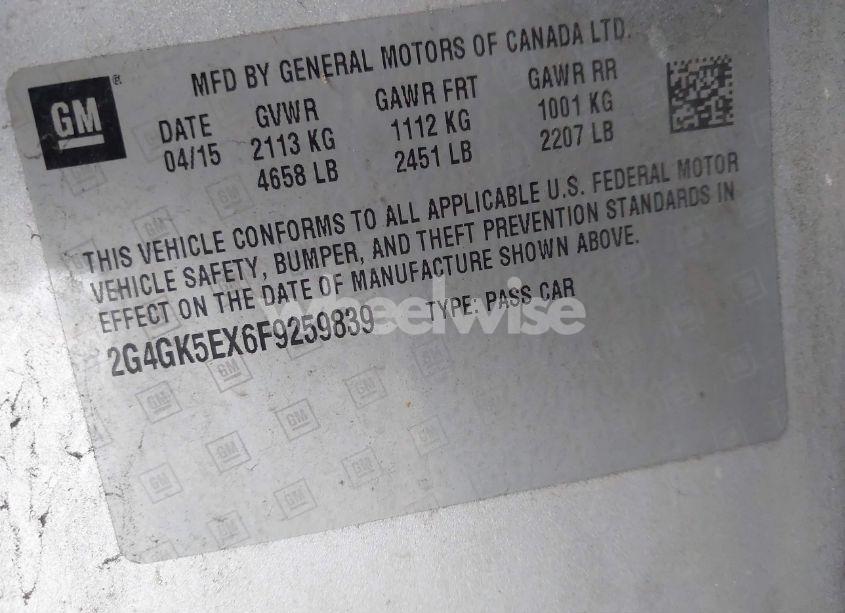 GM
MFD BY GENERAL MOTORS OF CANADA LTD.
DATE GVWR GAWR FRT GAWR RR
04/15 2113 KG 1112 KG 1001 KG
4658 LB 2451 LB 2207 LB
THIS VEHICLE CONFORMS TO ALL APPLICABLE U.S. FEDERAL MOTOR
VEHICLE SAFETY, BUMPER, AND THEFT PREVENTION STANDARDS IN
EFFECT ON THE DATE OF MANUFACTURE SHOWN ABOVE.
2G4GK5EX6F9259839 TYPE: PASS CAR
wheelwise